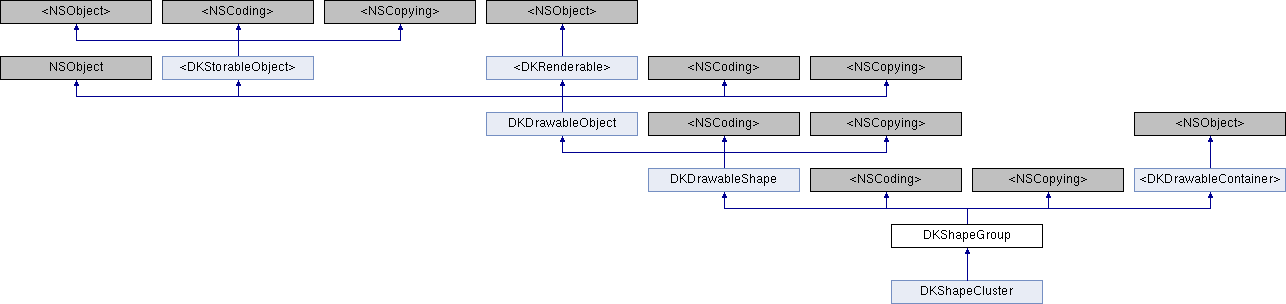 <NSObject> <NSCoding> <NSCopying> <NSObject>
NSObject <DKStorableObject> <DKRenderable> <NSCoding> <NSCopying>
DKDrawableObject <NSCoding> <NSCopying> <NSObject>
DKDrawableShape <NSCoding> <NSCopying> <DKDrawableContainer>
DKShapeGroup
DKShapeCluster